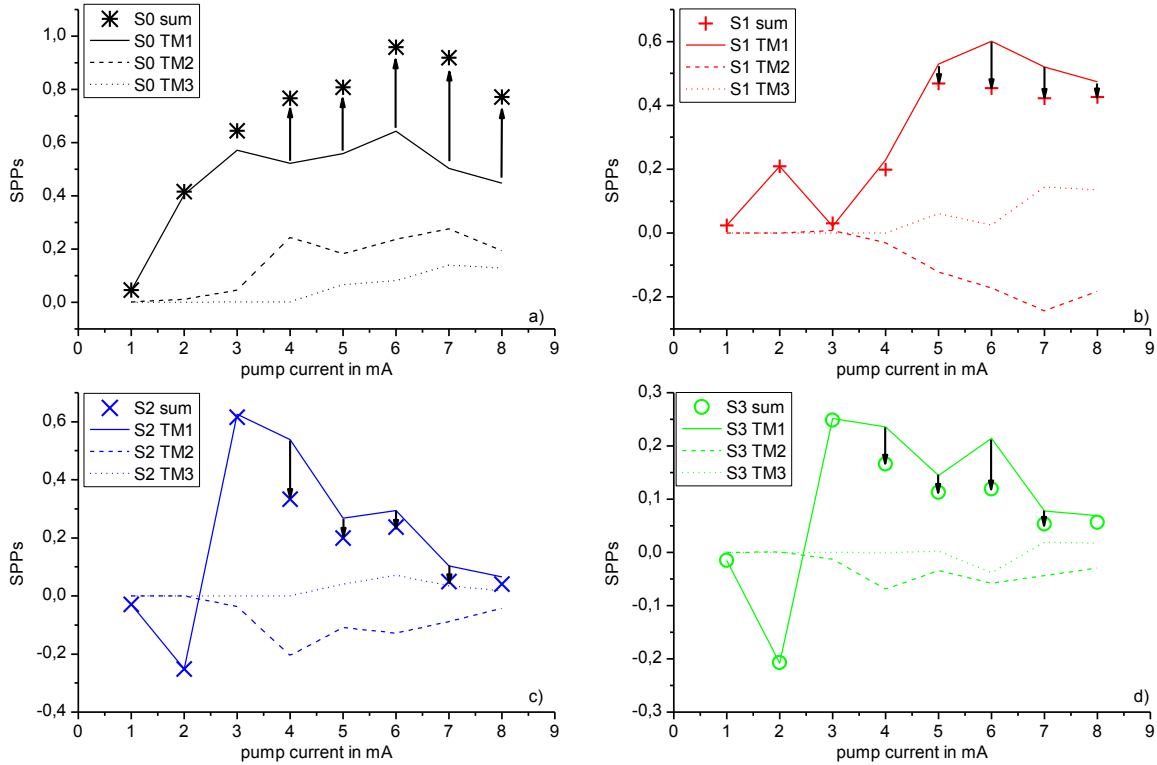 S0 sum
S0 TM1
S0 TM2
S0 TM3
1,0
0,8
0,6
0,4
0,2
0,0
SPPs
0 1 2 3 4 5 6 7 8 9
pump current in mA
a)
S1 sum
S1 TM1
S1 TM2
S1 TM3
0,6
0,4
0,2
0,0
-0,2
SPPs
0 1 2 3 4 5 6 7 8 9
pump current in mA
b)
S2 sum
S2 TM1
S2 TM2
S2 TM3
0,6
0,4
0,2
0,0
-0,2
-0,4
SPPs
0 1 2 3 4 5 6 7 8 9
pump current in mA
c)
S3 sum
S3 TM1
S3 TM2
S3 TM3
0,3
0,2
0,1
0,0
-0,1
-0,2
-0,3
SPPs
0 1 2 3 4 5 6 7 8 9
pump current in mA
d)